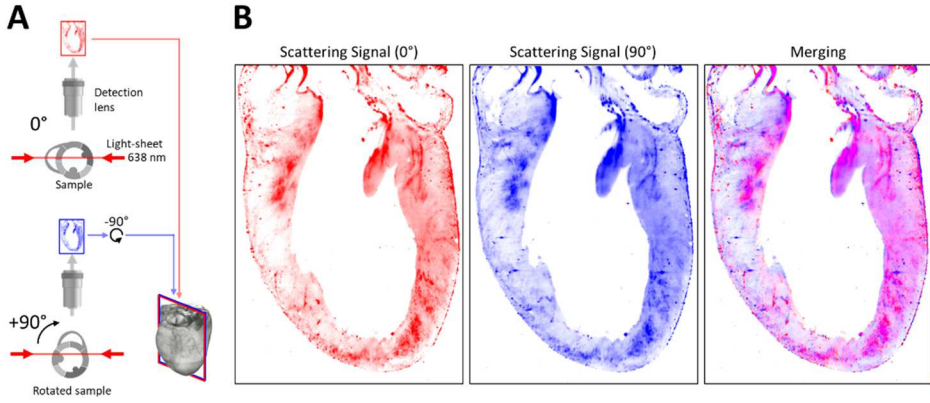 A
B
Scattering Signal (0°)
Scattering Signal (90°)
Merging
Detection
lens
0°
Light-sheet
638 nm
Sample
-90°
+90°
Rotated sample